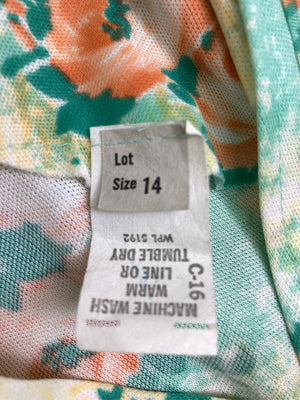 Lot
Size 14
C-16
MACHINE WASH
WARM
LINE OR
TUMBLE DRY
WPL 5192